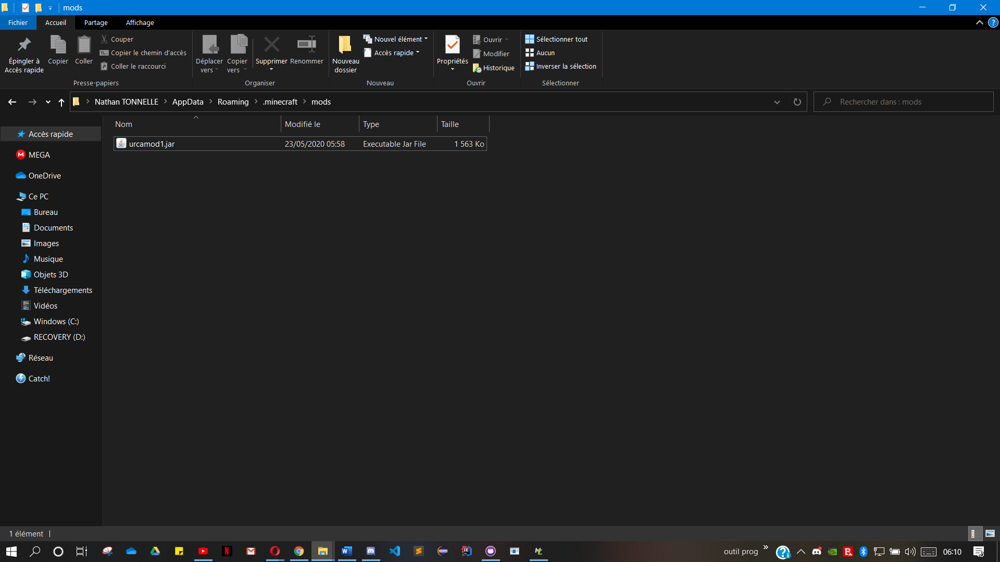 mods
Fichier Accueil Partage Affichage
Épingler à Accès rapide
Copier
Coller
Couper
Copier le chemin d'accès
Coller le raccourci
Presse-papiers
Déplacer vers
Copier vers
Supprimer
Renommer
Organiser
Nouveau dossier
Nouvel élément
Accès rapide
Nouveau
Propriétés
Ouvrir
Modifier
Historique
Ouvrir
Sélectionner tout
Aucun
Inverser la sélection
Sélectionner
Nathan TONNELLE > AppData > Roaming > .minecraft > mods
Rechercher dans : mods
Nom Modifié le Type Taille
urcamod1.jar 23/05/2020 05:58 Executable Jar File 1 563 Ko
Accès rapide
MEGA
OneDrive
Ce PC
Bureau
Documents
Images
Musique
Objets 3D
Téléchargements
Vidéos
Windows (C:)
RECOVERY (D:)
Réseau
Catch!
1 élément
outil prog
06:10